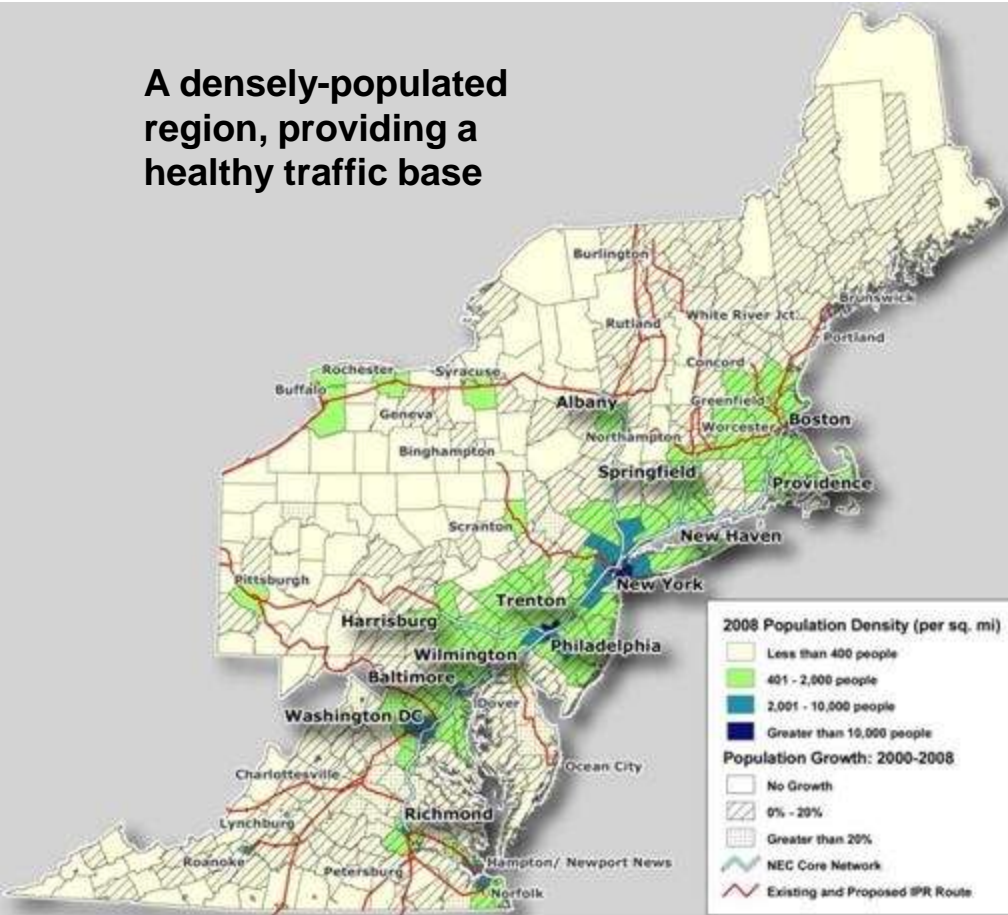 A densely-populated
region, providing a
healthy traffic base
Burlington
Brunswick
White River Jct.
Rutland
Portland
Concord
Rochester
Syracuse
Buffalo
Albany
Greenfield
Geneva
Boston
Worcester
Northampton
Binghampton
Springfield
Providence
Scranton
New Haven
Pittsburgh
New York
Trenton
Harrisburg
Philadelphia
Wilmington
Baltimore
Dover
Washington DC
Ocean City
Charlottesville
Richmond
Lynchburg
Roanoke
Hampton/ Newport News
Petersburg
Norfolk
2008 Population Density (per sq. mi)
Less than 400 people
401 - 2,000 people
2,001 - 10,000 people
Greater than 10,000 people
Population Growth: 2000-2008
No Growth
0% - 20%
Greater than 20%
NEC Core Network
Existing and Proposed IPR Route